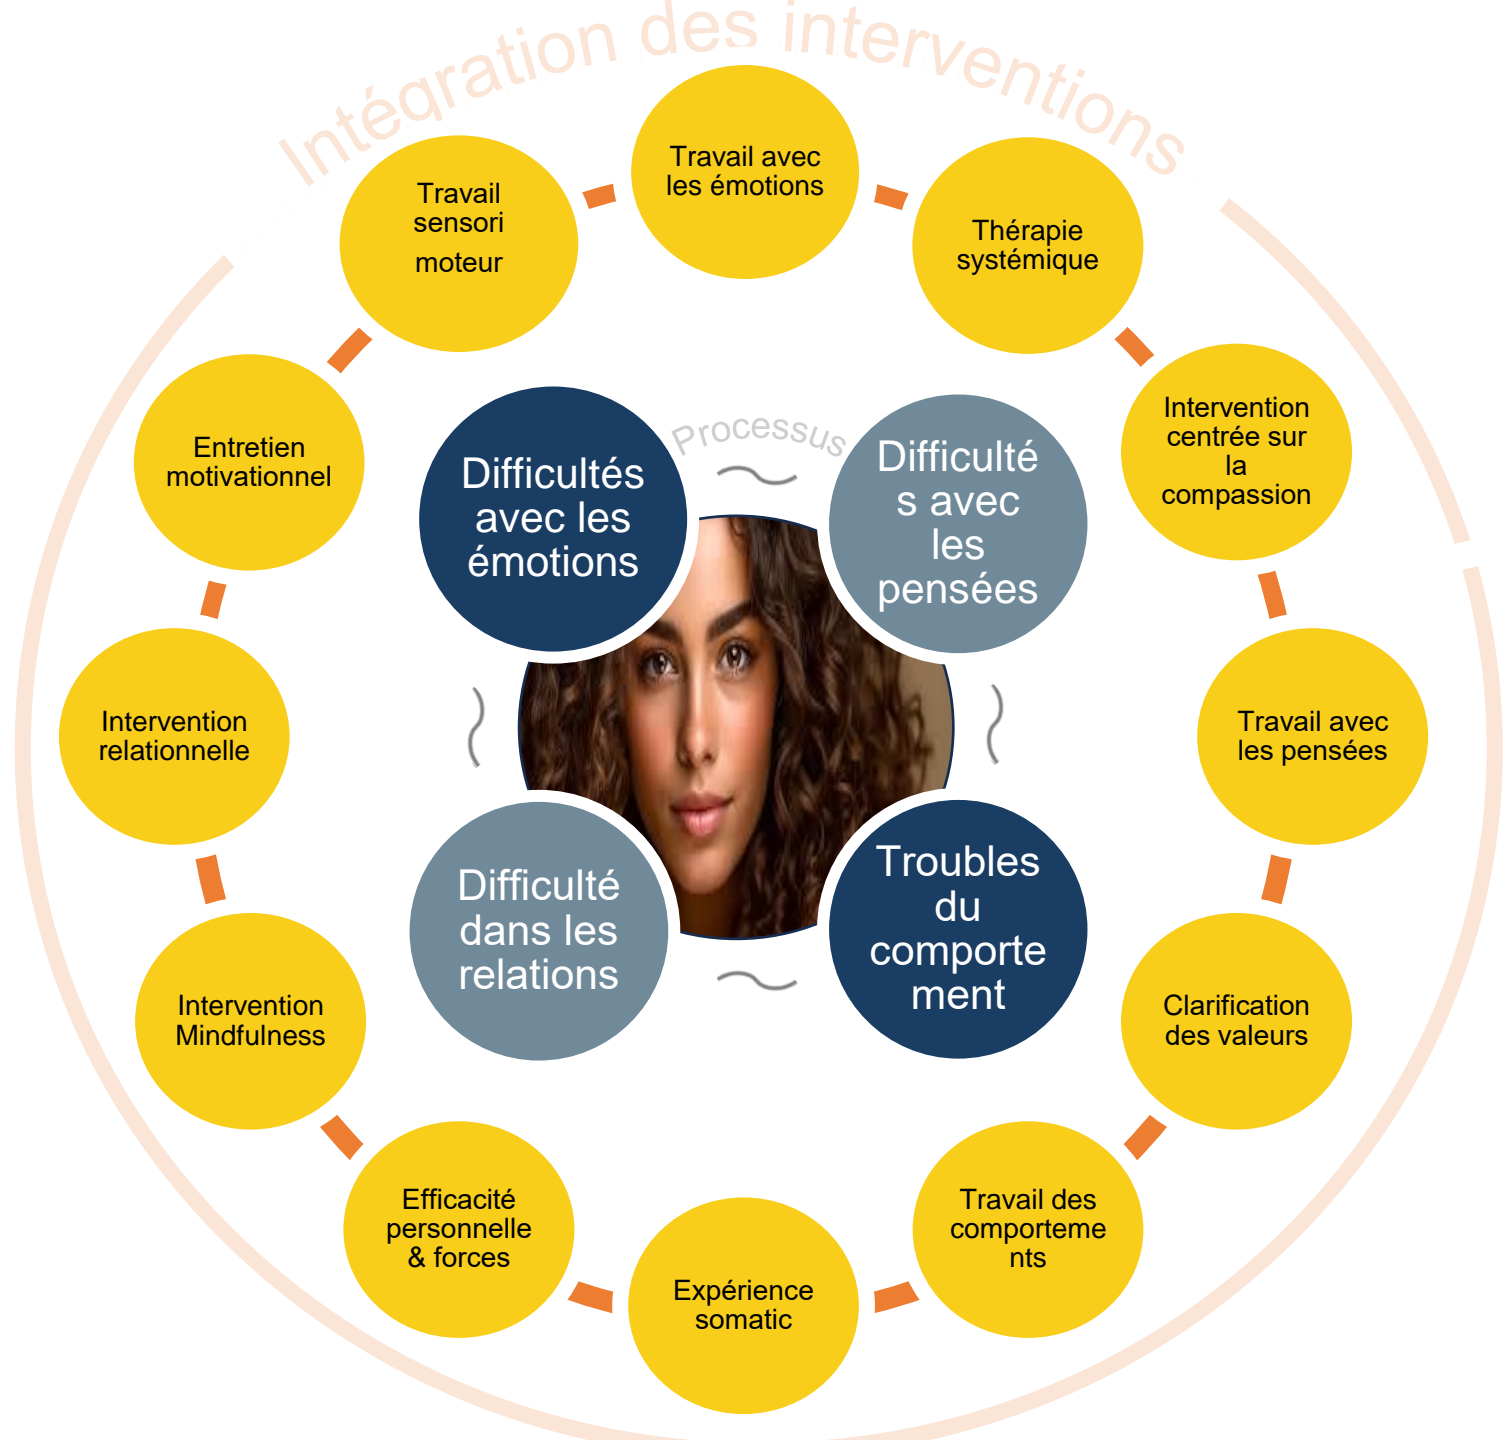 Intégration des interventions
Travail avec
les émotions
Travail
sensori
moteur
Thérapie
systémique
Entretien
motivationnel
Intervention
centrée sur
la
compassion
Processus
Difficultés
avec les
émotions
Difficulté
s avec
les
pensées
Intervention
relationnelle
Travail avec
les pensées
Difficulté
dans les
relations
Troubles
du
comporte
ment
Intervention
Mindfulness
Clarification
des valeurs
Efficacité
personnelle
& forces
Travail des
comporteme
nts
Expérience
somatic